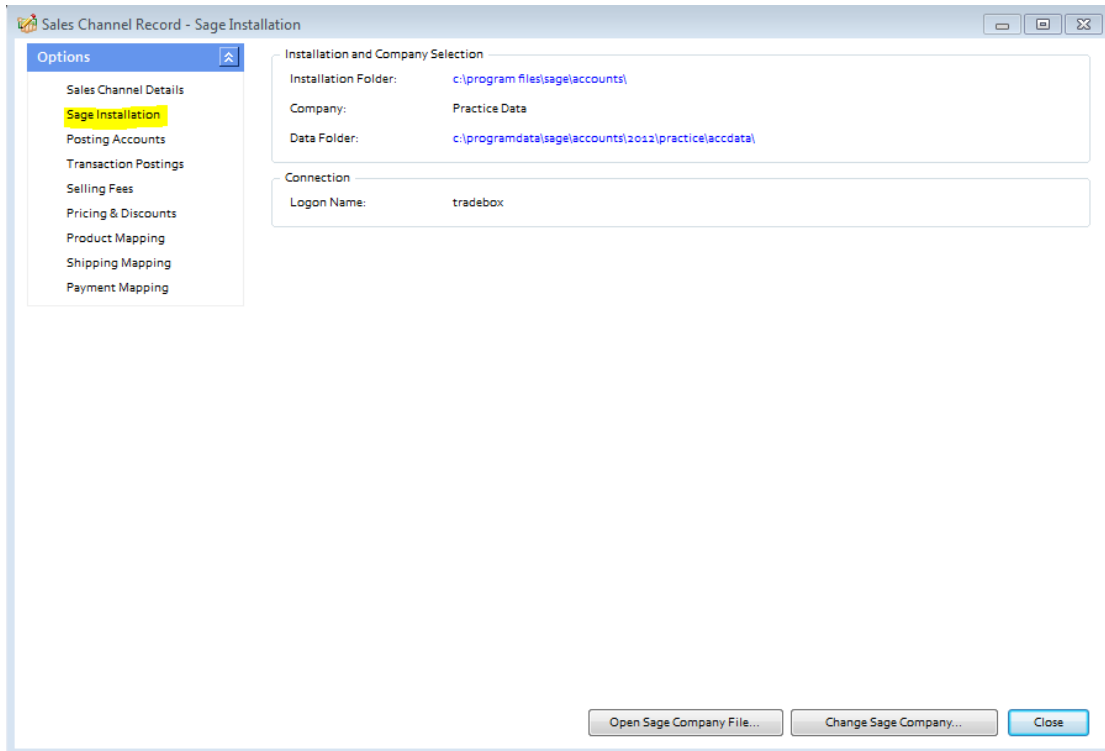 Sales Channel Record - Sage Installation
Options
Sales Channel Details
Sage Installation
Posting Accounts
Transaction Postings
Selling Fees
Pricing & Discounts
Product Mapping
Shipping Mapping
Payment Mapping
Installation and Company Selection
Installation Folder: c:\program files\sage\accounts\
Company: Practice Data
Data Folder: c:\programdata\sage\accounts\2012\practice\accdata\
Connection
Logon Name: tradebox
Open Sage Company File... Change Sage Company... Close